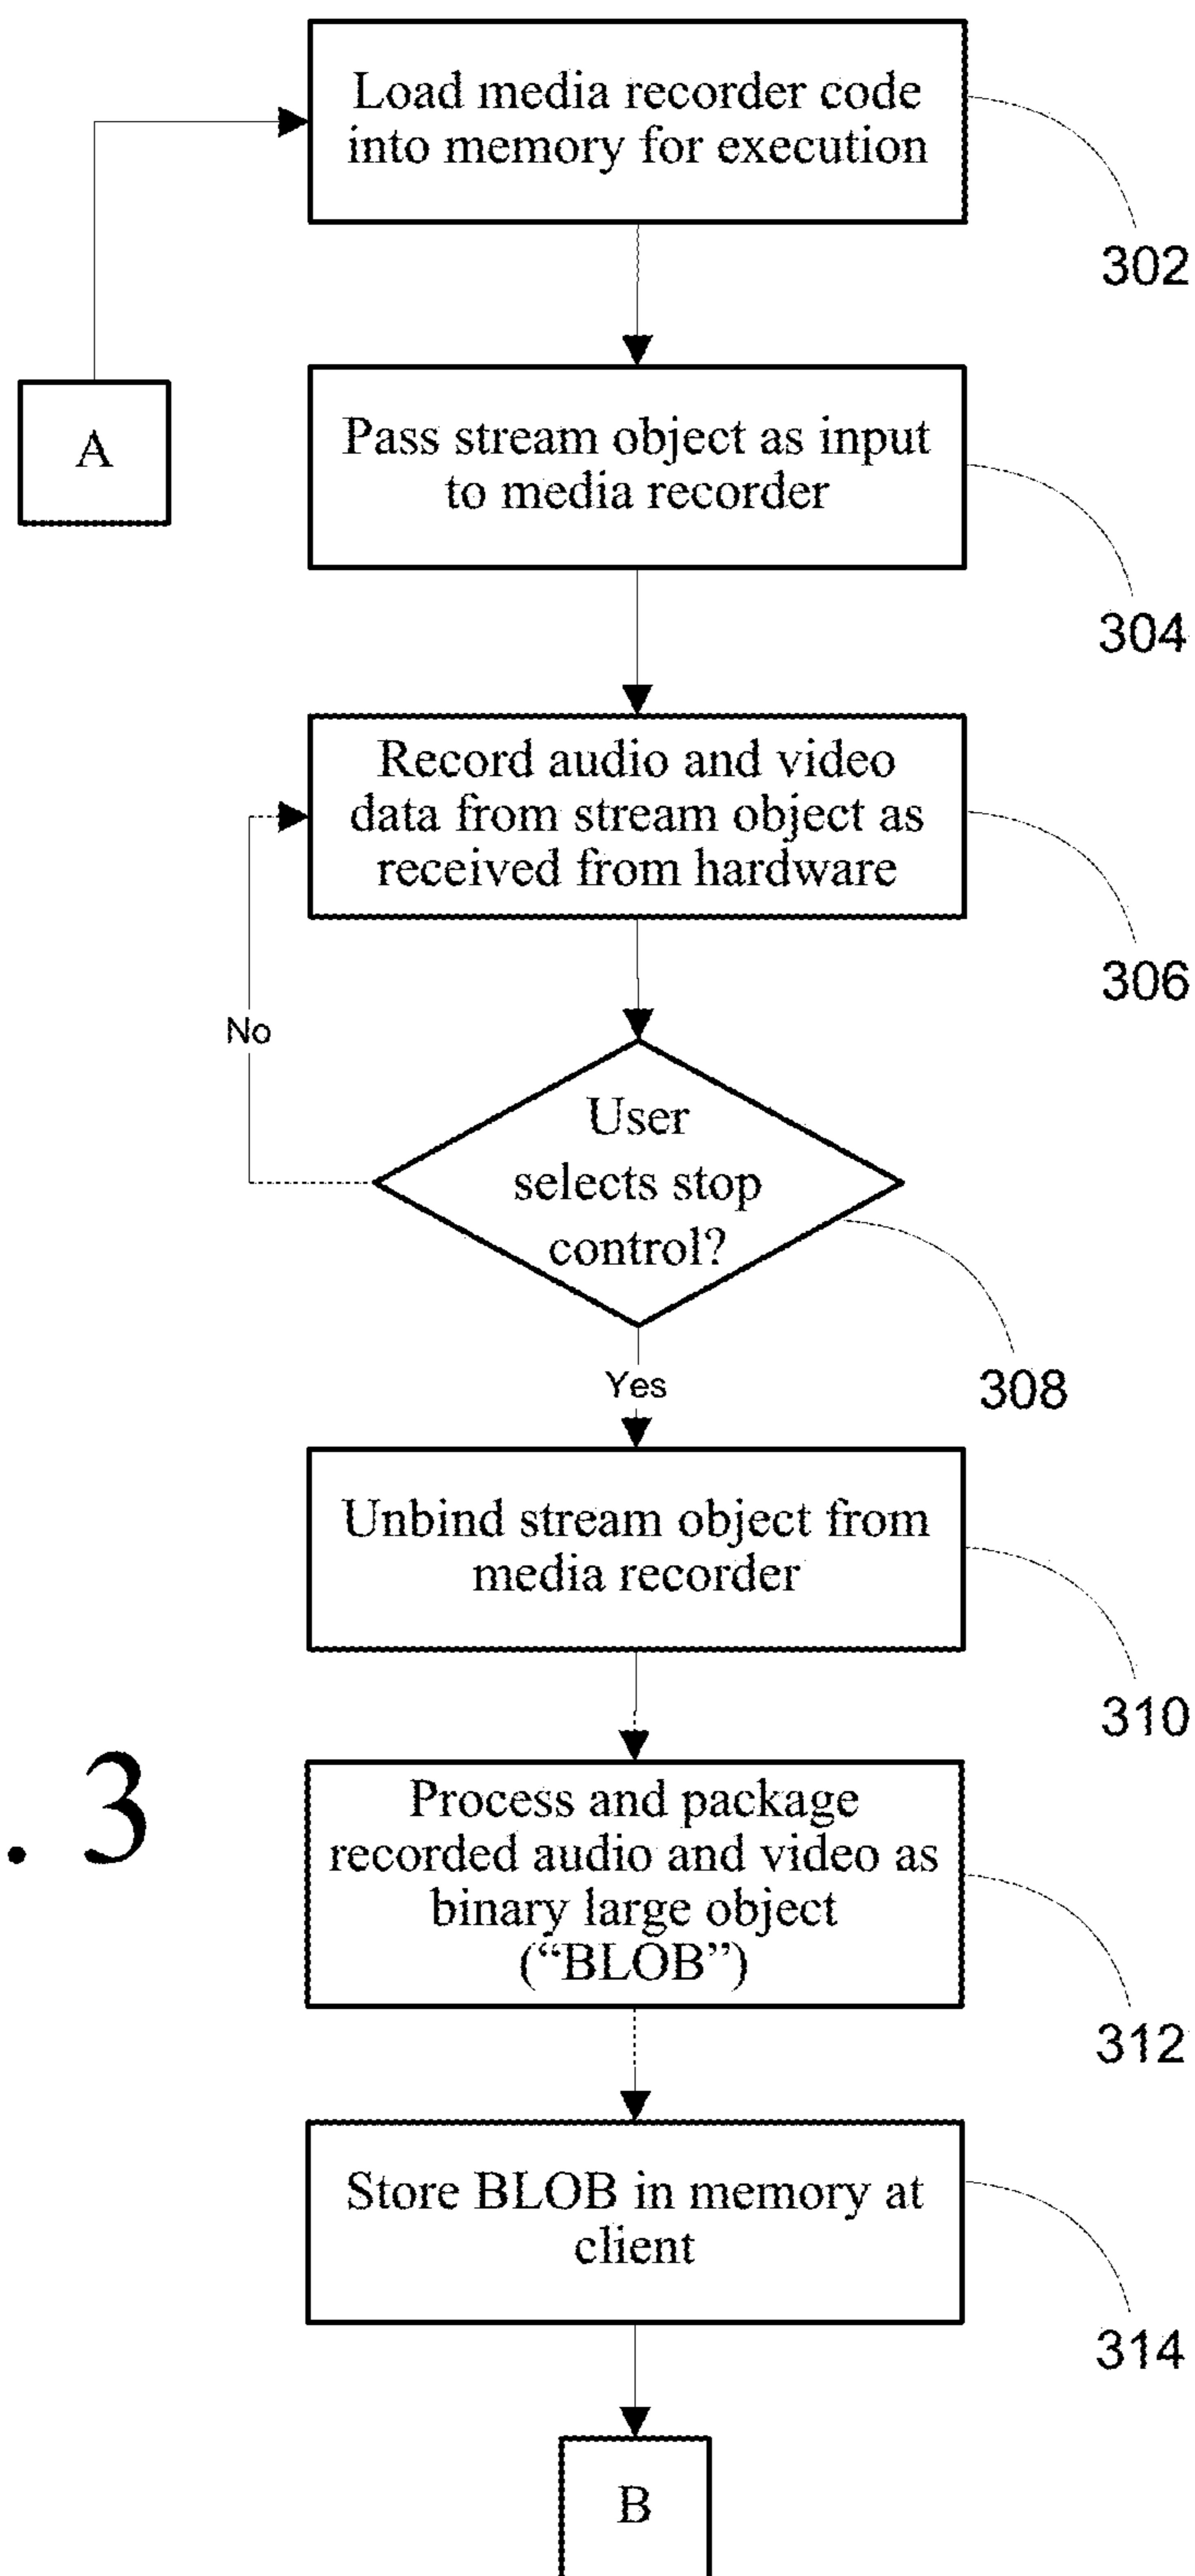 Load media recorder code
into memory for execution
302
A
Pass stream object as input
to media recorder
304
Record audio and video
data from stream object as
received from hardware
306
No
User
selects stop
control?
308
Yes
Unbind stream object from
media recorder
310
. 3
Process and package
recorded audio and video as
binary large object
(“BLOB”)
312
Store BLOB in memory at
client
314
B